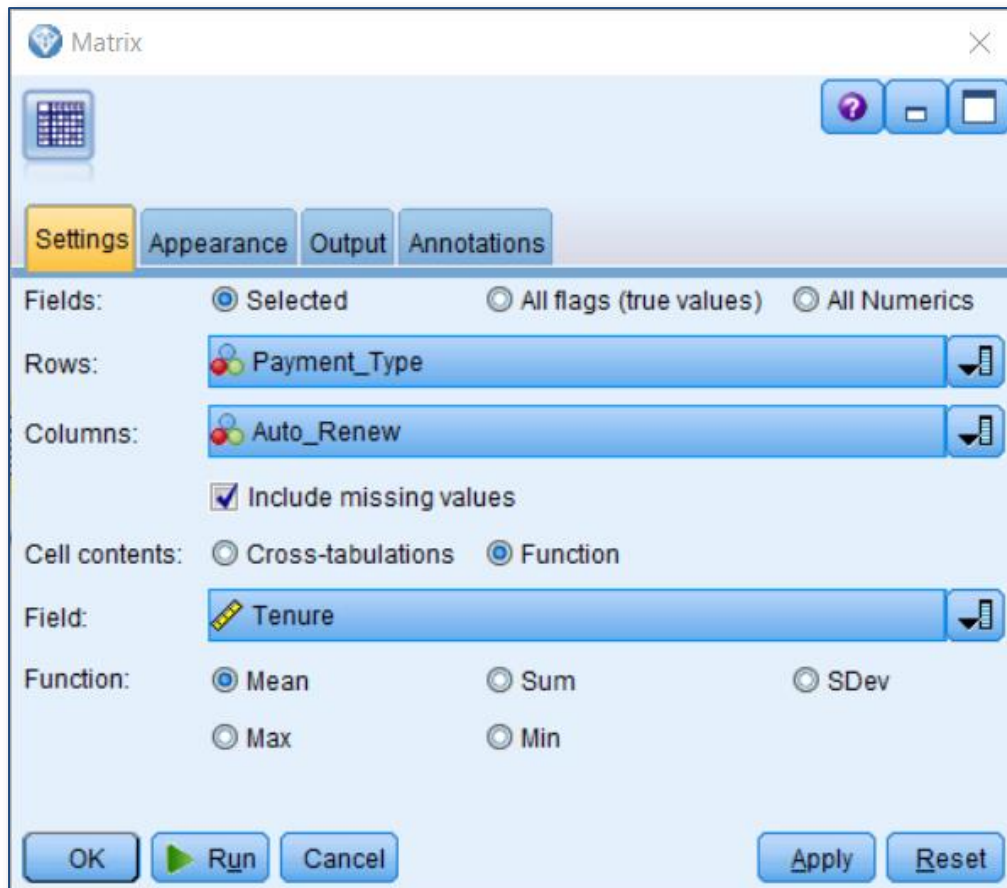 Matrix
Settings Appearance Output Annotations
Fields: Selected All flags (true values) All Numerics
Rows: Payment_Type
Columns: Auto_Renew
Include missing values
Cell contents: Cross-tabulations Function
Field: Tenure
Function: Mean Sum SDev
Max Min
OK Run Cancel Apply Reset